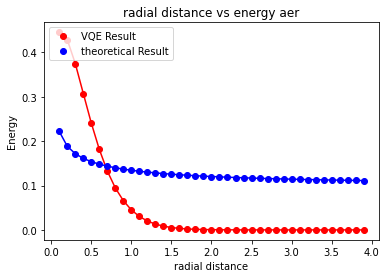 radial distance vs energy aer
VQE Result
theoretical Result
Energy
0.4
0.3
0.2
0.1
0.0
0.0 0.5 1.0 1.5 2.0 2.5 3.0 3.5 4.0
radial distance